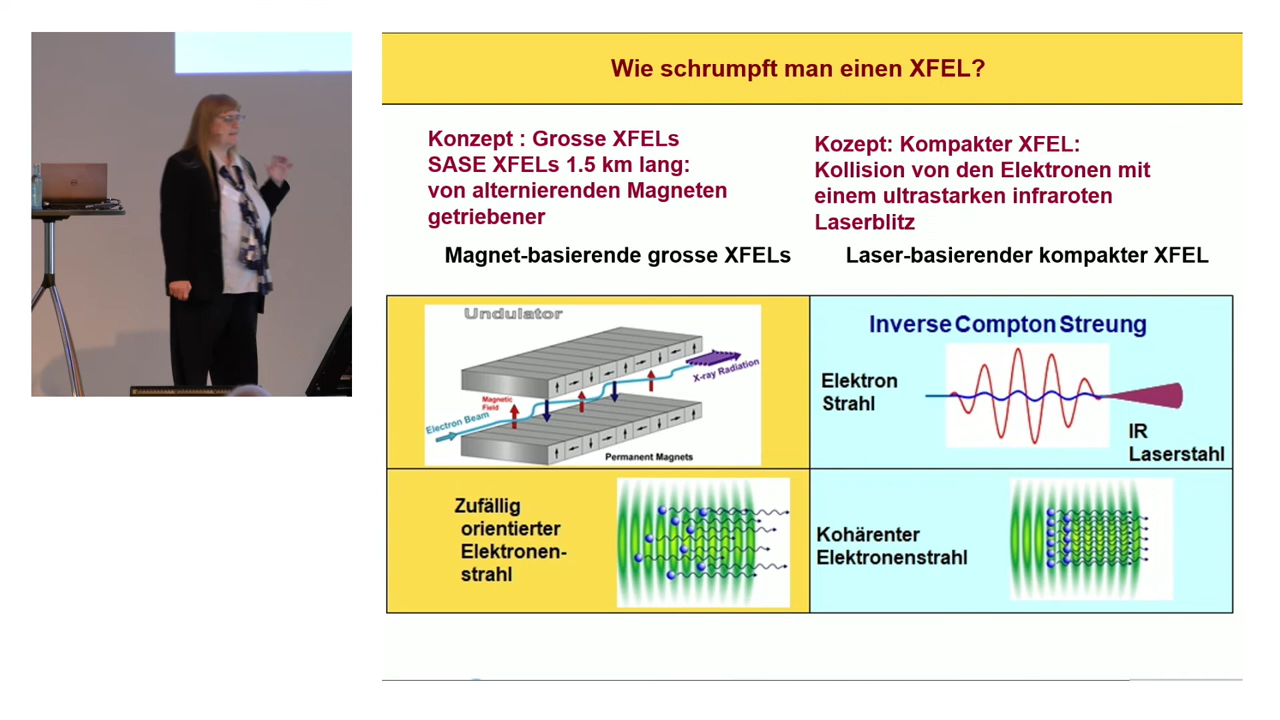 Wie schrumpft man einen XFEL?
Konzept : Grosse XFELs
SASE XFELs 1.5 km lang:
von alternierenden Magneten
getriebener
Kozept: Kompakter XFEL:
Kollision von den Elektronen mit
einem ultrastarken infraroten
Laserblitz
Magnet-basierende grosse XFELs
Laser-basierender kompakter XFEL
Undulator
X-ray Radiation
Magnetic
Field
Electron Beam
Permanent Magnets
Inverse Compton Streung
Elektron
Strahl
IR
Laserstahl
Zufällig
orientierter
Elektronen-
strahl
Kohärenter
Elektronenstrahl